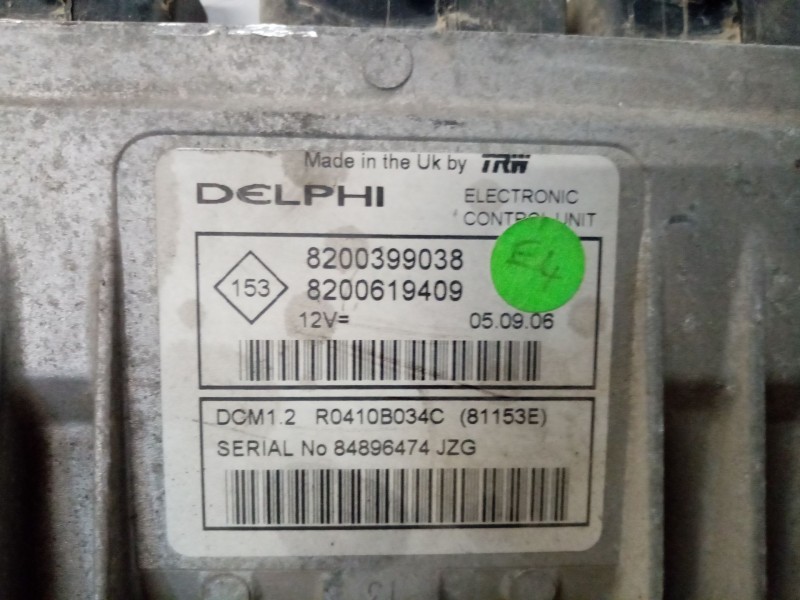 Made in the Uk by TRW
DELPHI
ELECTRONIC
CONTROL UNIT
153
8200399038
8200619409
E4
12V=
05.09.06
DCM1.2 R0410B034C (81153E)
SERIAL No 84896474 JZG